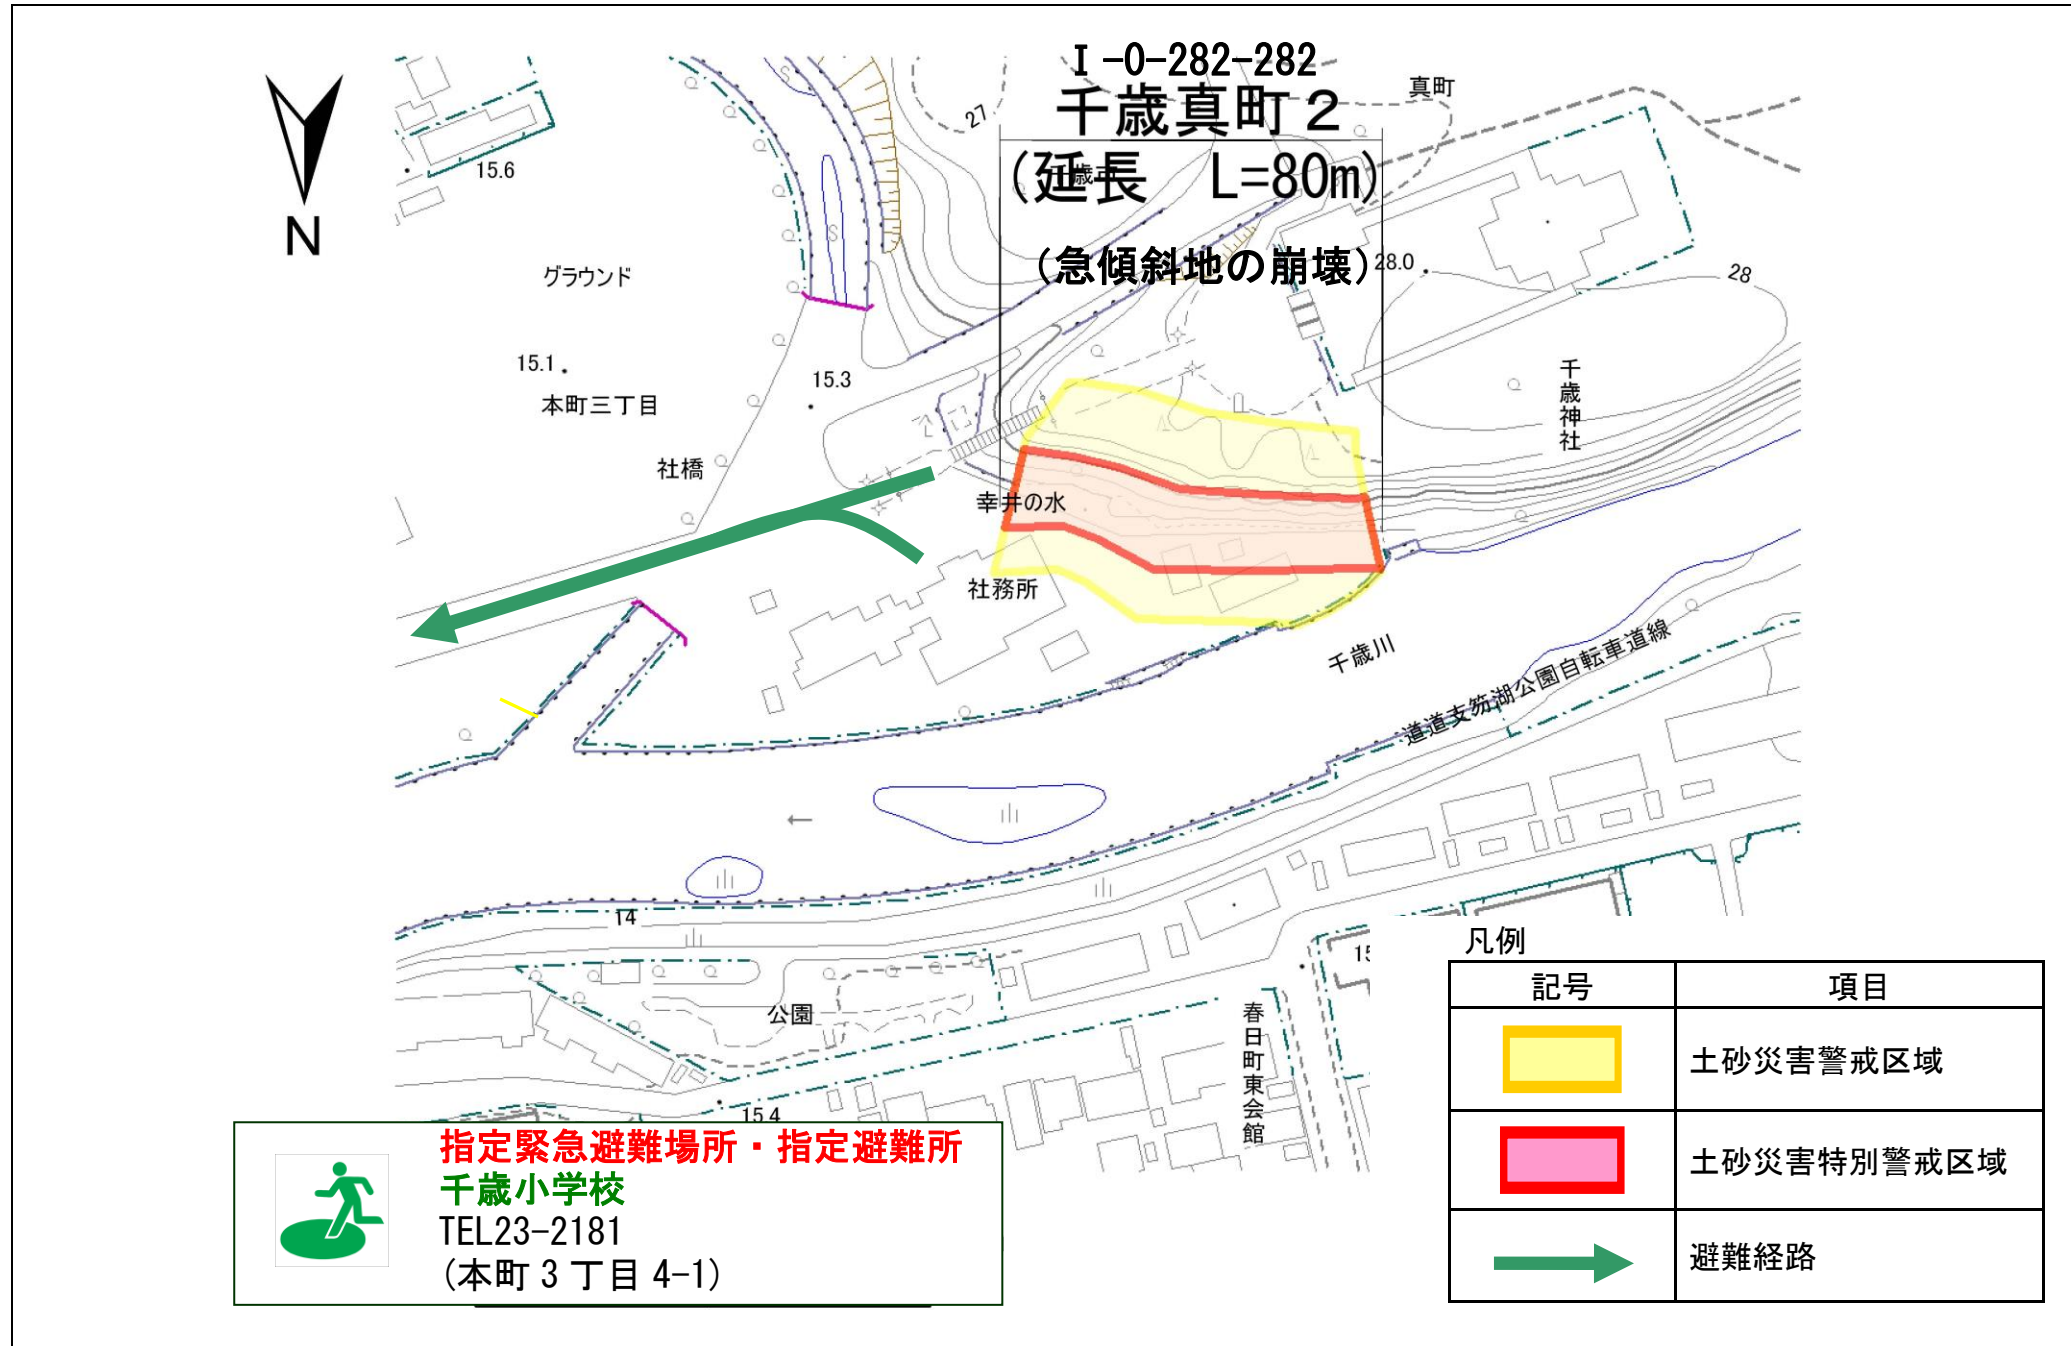 Ⅰ-0-282-282
千歳真町２
(延長　L=80m)
(急傾斜地の崩壊)
真町
27
15.6
N
グラウンド
28.0
28
15.1
15.3
本町三丁目
千歳神社
社橋
幸井の水
社務所
千歳川
道道支笏湖公園自転車道線
14
公園
春日町東会館
15.4
凡例
記号
項目
土砂災害警戒区域
土砂災害特別警戒区域
避難経路
指定緊急避難場所・指定避難所
千歳小学校
TEL23-2181
(本町３丁目4-1)